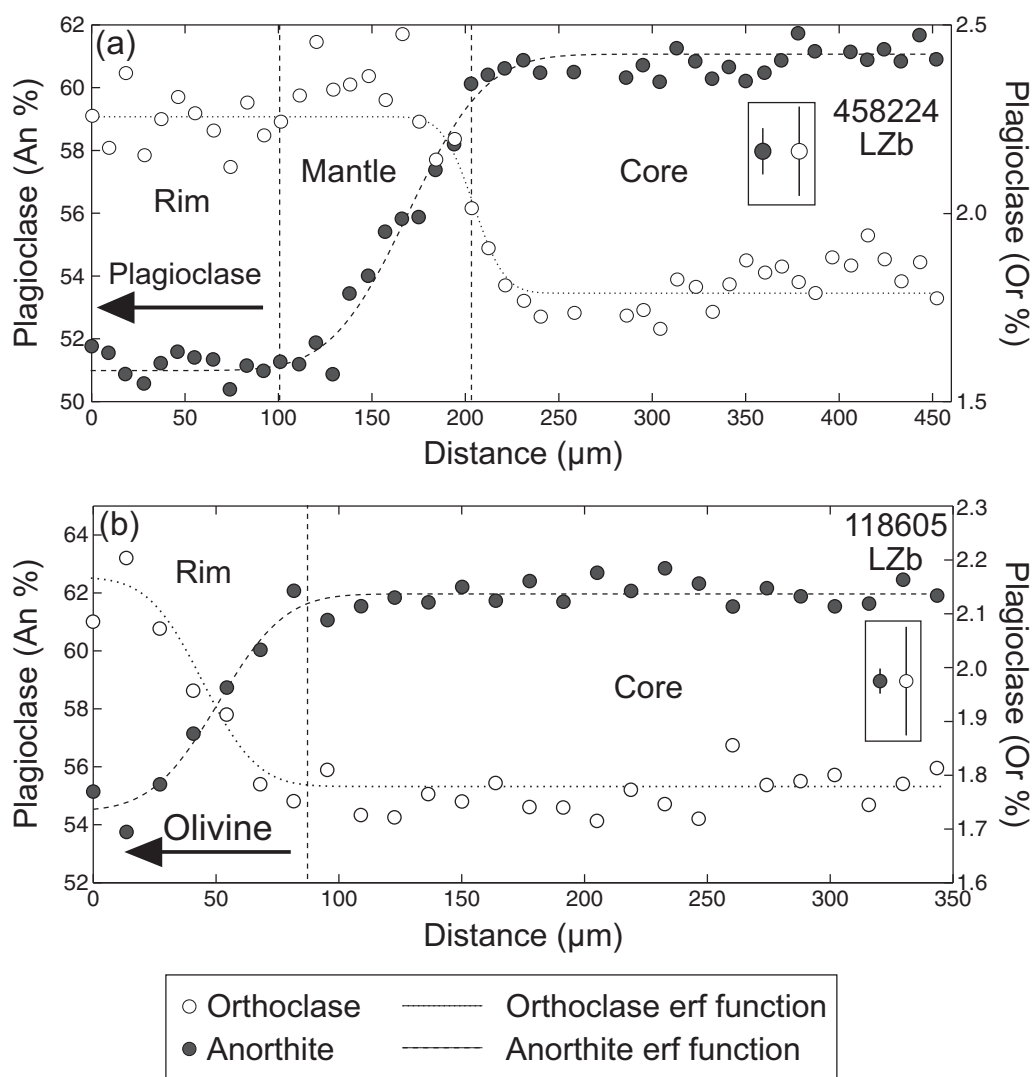 (a)
62
60
58
56
54
52
50
Plagioclase (An %)
2.5
2.0
1.5
Plagioclase (Or %)
458224
LZb
Rim
Mantle
Core
Plagioclase
0 50 100 150 200 250 300 350 400 450
Distance (µm)
(b)
64
62
60
58
56
54
52
Plagioclase (An %)
2.3
2.2
2.1
2.0
1.9
1.8
1.7
1.6
Plagioclase (Or %)
118605
LZb
Rim
Core
Olivine
0 50 100 150 200 250 300 350
Distance (µm)
Orthoclase Orthoclase erf function
Anorthite Anorthite erf function